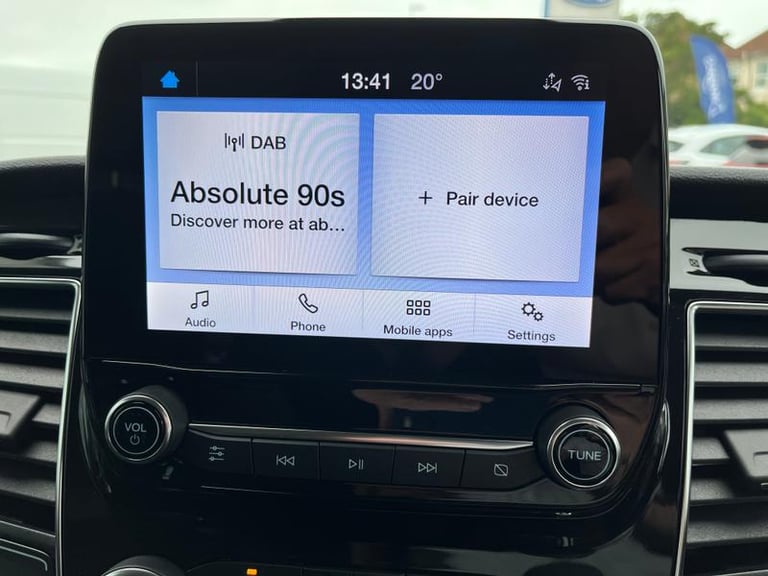 13:41 20°
DAB
Absolute 90s
Discover more at ab...
+ Pair device
Audio
Phone
Mobile apps
Settings
VOL
TUNE